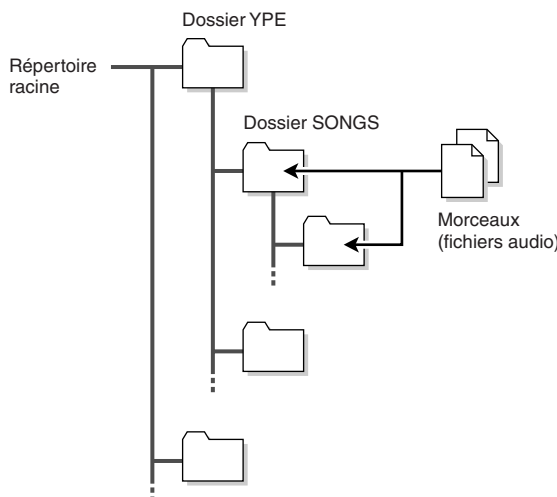 Dossier YPE
Répertoire
racine
Dossier SONGS
Morceaux
(fichiers audio)